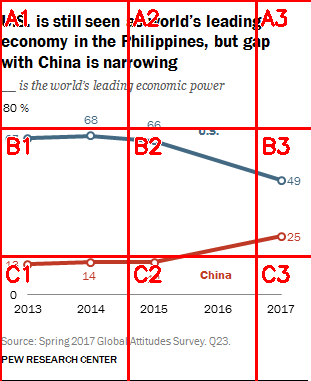 A1 A2 A3
U.S. is still seen as world's leading
economy in the Philippines, but gap
with China is narrowing
__ is the world's leading economic power
80 %
68
66
U.S.
B1 B2 B3
49
25
C1 C2 C3
14
China
0
2013 2014 2015 2016 2017
Source: Spring 2017 Global Attitudes Survey. Q23.
PEW RESEARCH CENTER